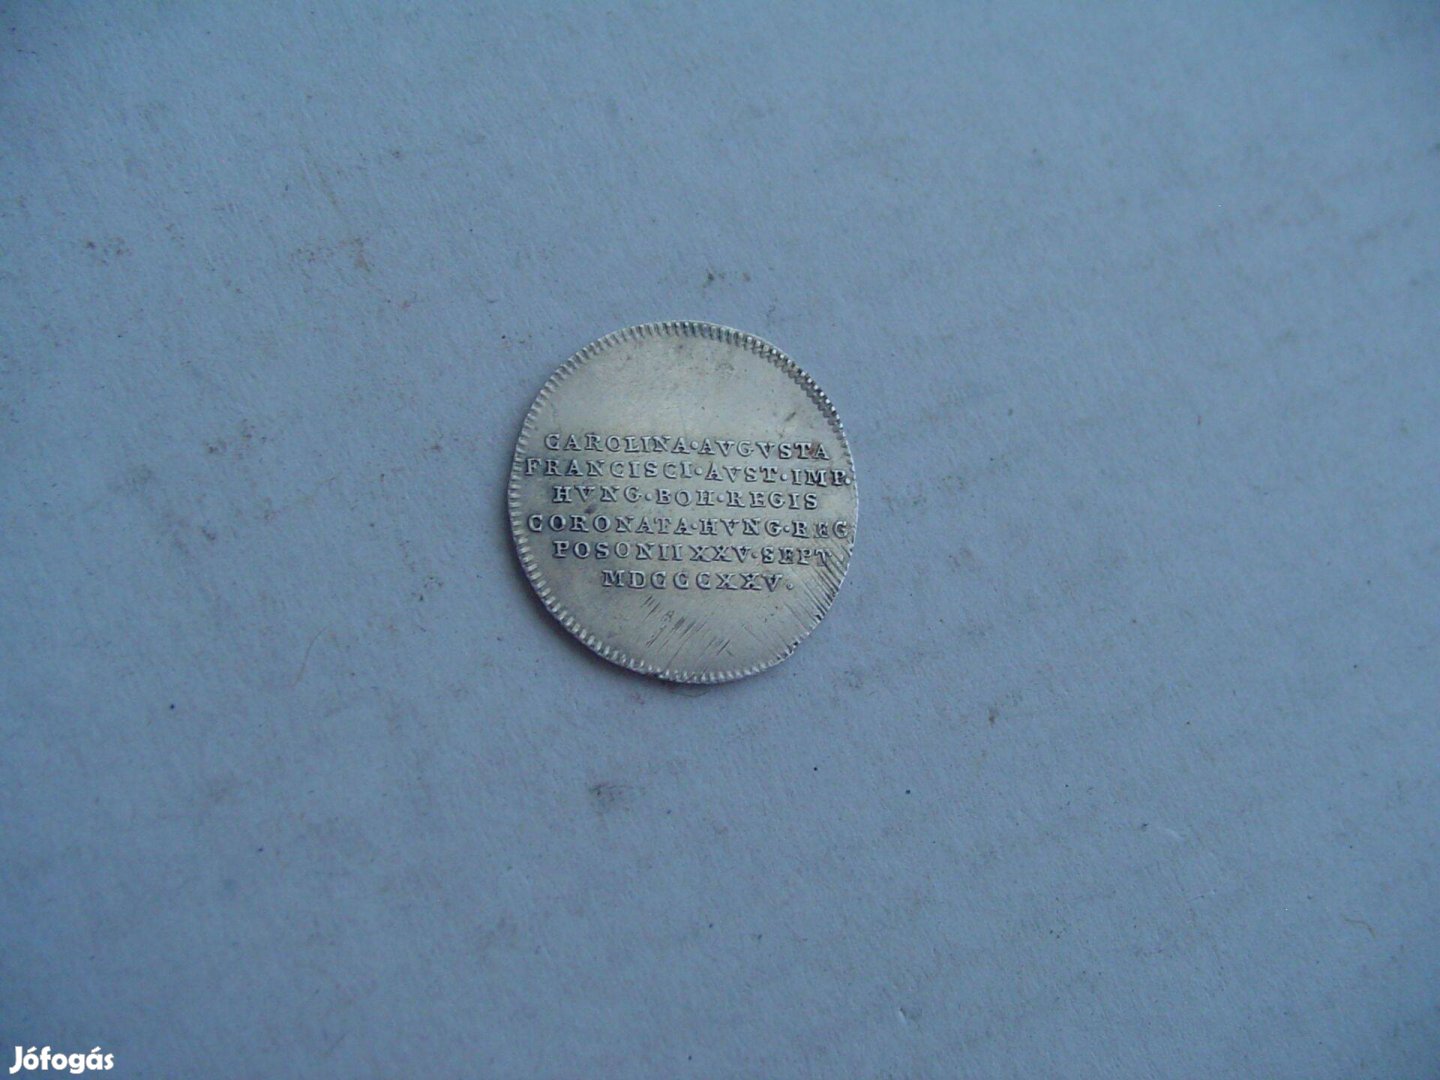 CAROLINA·AVGVSTA
FRANCISCI·AVST·IMP·
HVNG·BOH·REGIS
CORONATA·HVNG·REG
POSONII XXV·SEPT
MDCCCXXV·
Jófogás